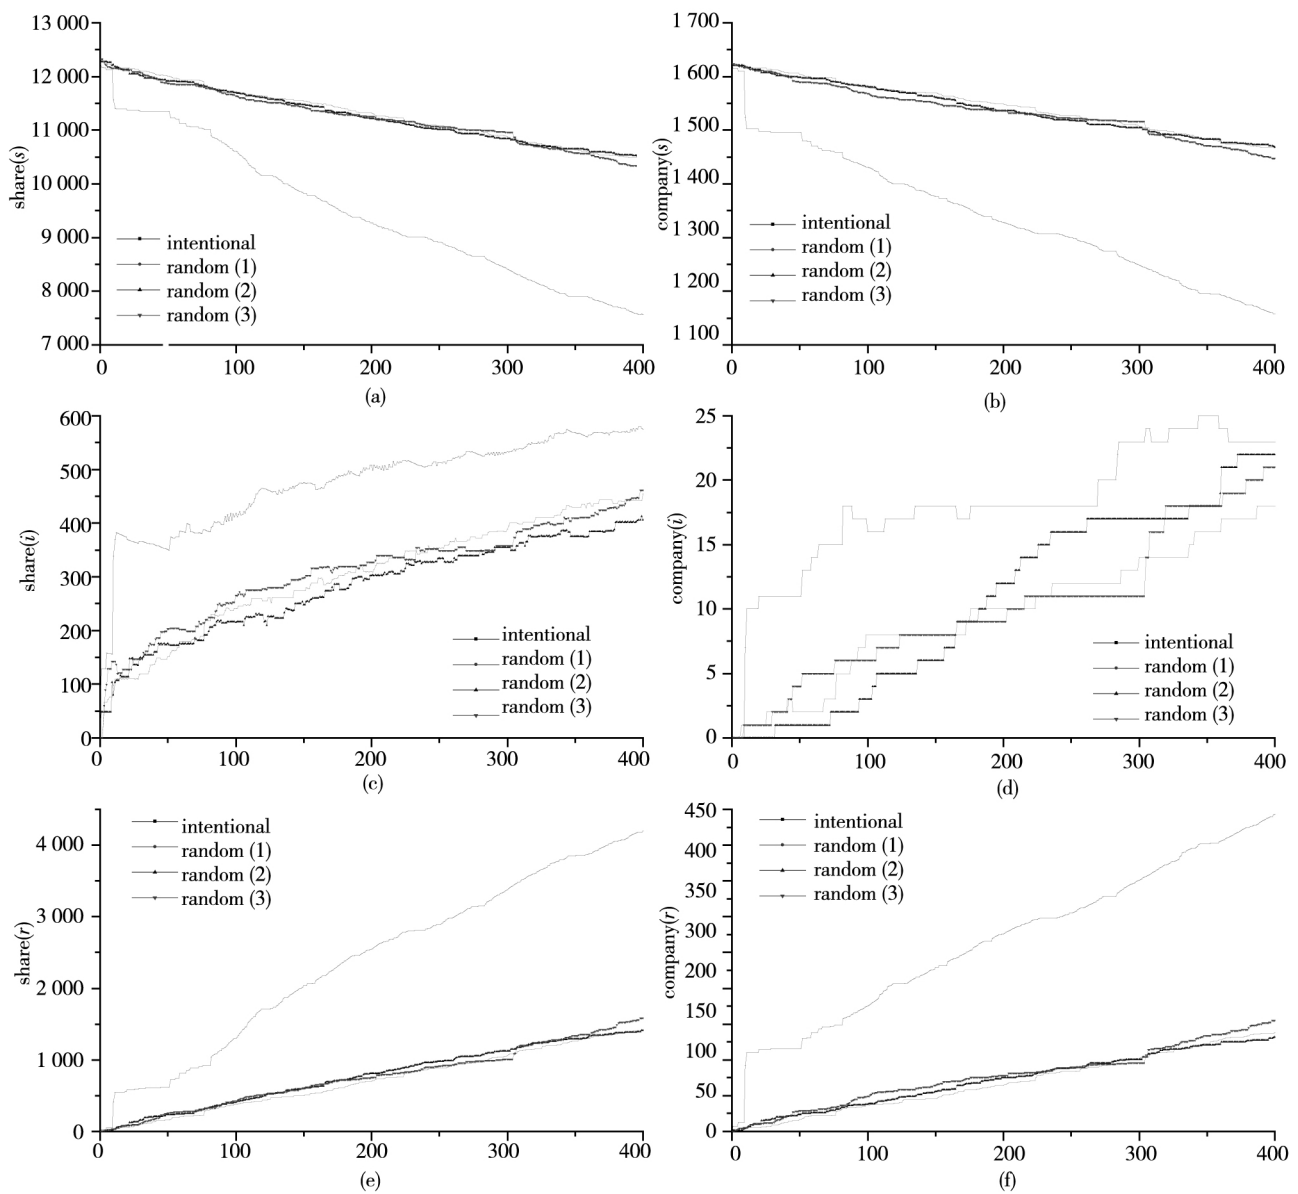 13 000
12 000
11 000
10 000
9 000
8 000
7 000
share(s)
intentional
random (1)
random (2)
random (3)
0 100 200 300 400
(a)
1 700
1 600
1 500
1 400
1 300
1 200
1 100
company(s)
intentional
random (1)
random (2)
random (3)
0 100 200 300 400
(b)
600
500
400
300
200
100
0
share(i)
intentional
random (1)
random (2)
random (3)
0 100 200 300 400
(c)
25
20
15
10
5
0
company(i)
intentional
random (1)
random (2)
random (3)
0 100 200 300 400
(d)
4 000
3 000
2 000
1 000
0
share(r)
intentional
random (1)
random (2)
random (3)
0 100 200 300 400
(e)
450
400
350
300
200
150
100
50
0
company(r)
intentional
random (1)
random (2)
random (3)
0 100 200 300 400
(f)